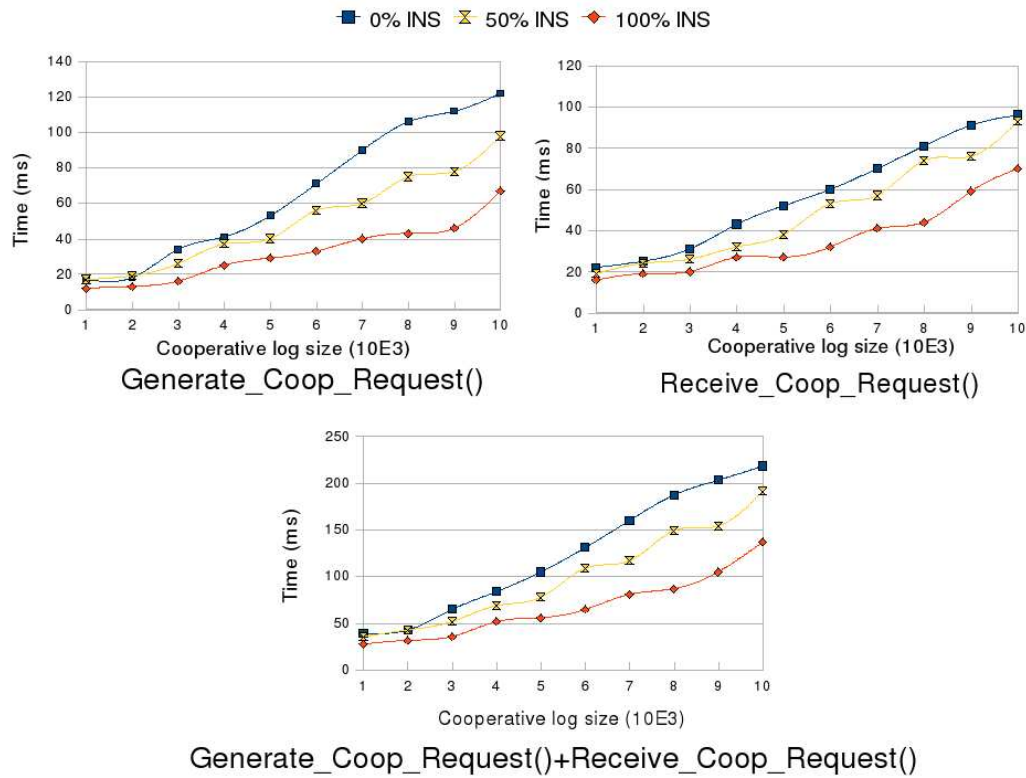 0% INS 50% INS 100% INS
140
120
100
80
60
40
20
0
Time (ms)
1 2 3 4 5 6 7 8 9 10
Cooperative log size (10E3)
Generate_Coop_Request()
120
100
80
60
40
20
0
Time (ms)
1 2 3 4 5 6 7 8 9 10
Cooperative log size (10E3)
Receive_Coop_Request()
250
200
150
100
50
0
Time (ms)
1 2 3 4 5 6 7 8 9 10
Cooperative log size (10E3)
Generate_Coop_Request()+Receive_Coop_Request()